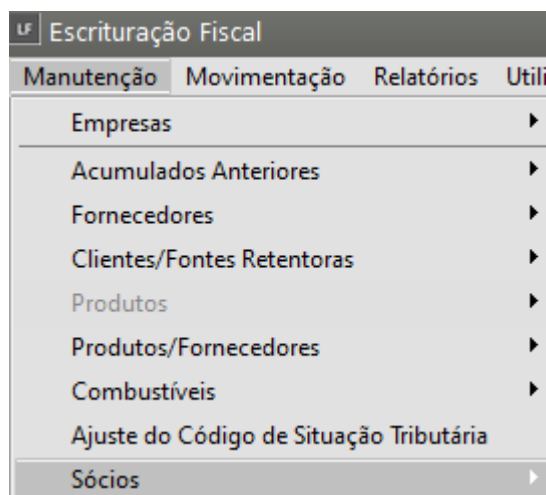 LF Escrituração Fiscal
Manutenção Movimentação Relatórios Utili
Empresas
Acumulados Anteriores
Fornecedores
Clientes/Fontes Retentoras
Produtos
Produtos/Fornecedores
Combustíveis
Ajuste do Código de Situação Tributária
Sócios